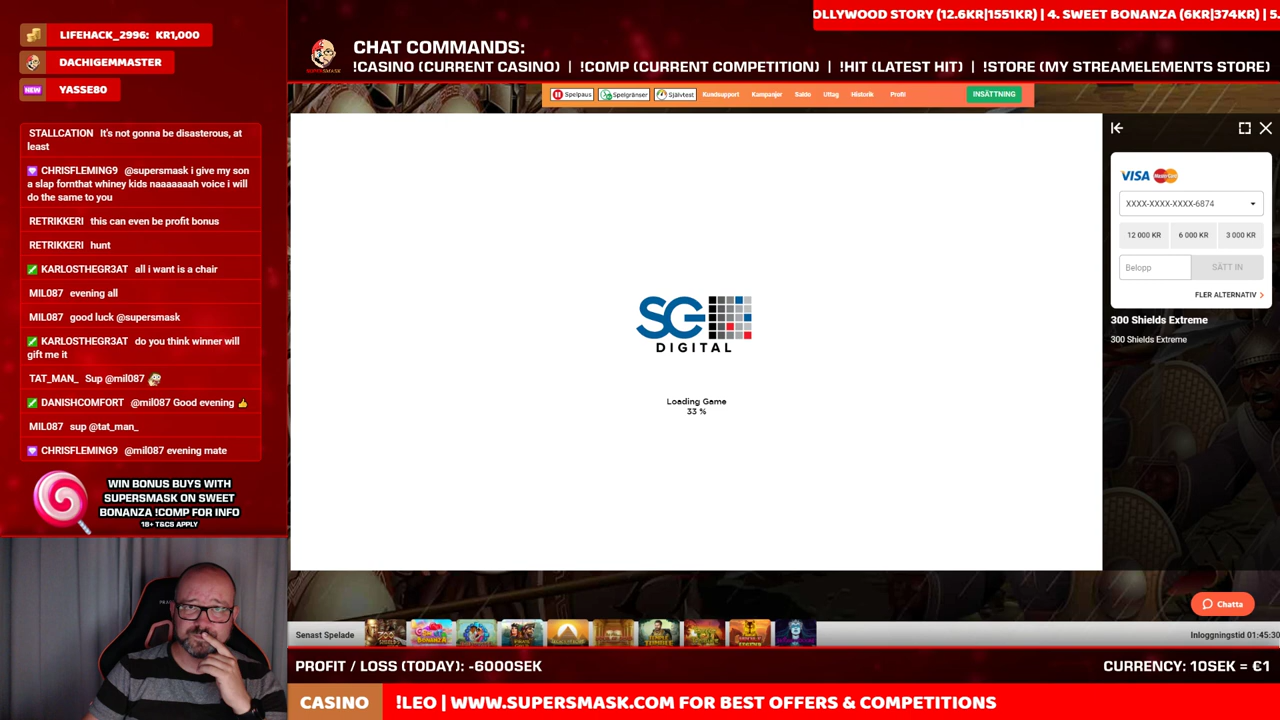 LIFEHACK_2996: KR1,000
DACHIGEMMASTER
NEW YASSE80
STALLCATION It's not gonna be disasterous, at
least
CHRISFLEMING9 @supersmask i give my son
a slap fornthat whiney kids naaaaaaah voice i will
do the same to you
RETRIKKERI this can even be profit bonus
RETRIKKERI hunt
KARLOSTHEGR3AT all i want is a chair
MIL087 evening all
MIL087 good luck @supersmask
KARLOSTHEGR3AT do you think winner will
gift me it
TAT_MAN_ Sup @mil087
DANISHCOMFORT @mil087 Good evening 👍
MIL087 sup @tat_man_
CHRISFLEMING9 @mil087 evening mate
WIN BONUS BUYS WITH
SUPERSMASK ON SWEET
BONANZA !COMP FOR INFO
18+ T&CS APPLY
OLLYWOOD STORY (12.6KR|1551KR) | 4. SWEET BONANZA (6KR|374KR) | 5.
SUPERSMASK
CHAT COMMANDS:
!CASINO (CURRENT CASINO) | !COMP (CURRENT COMPETITION) | !HIT (LATEST HIT) | !STORE (MY STREAMELEMENTS STORE)
Spelpaus Spelgränser Självtest Kundsupport Kampanjer Saldo Uttag Historik Profil INSÄTTNING
SG
DIGITAL
Loading Game
33 %
VISA MasterCard
XXXX-XXXX-XXXX-6874
12 000 KR 6 000 KR 3 000 KR
Belopp SÄTT IN
FLER ALTERNATIV
300 Shields Extreme
300 Shields Extreme
Chatta
Senast Spelade
Inloggningstid 01:45:30
PROFIT / LOSS (TODAY): -6000SEK
CURRENCY: 10SEK = €1
CASINO !LEO | WWW.SUPERSMASK.COM FOR BEST OFFERS & COMPETITIONS